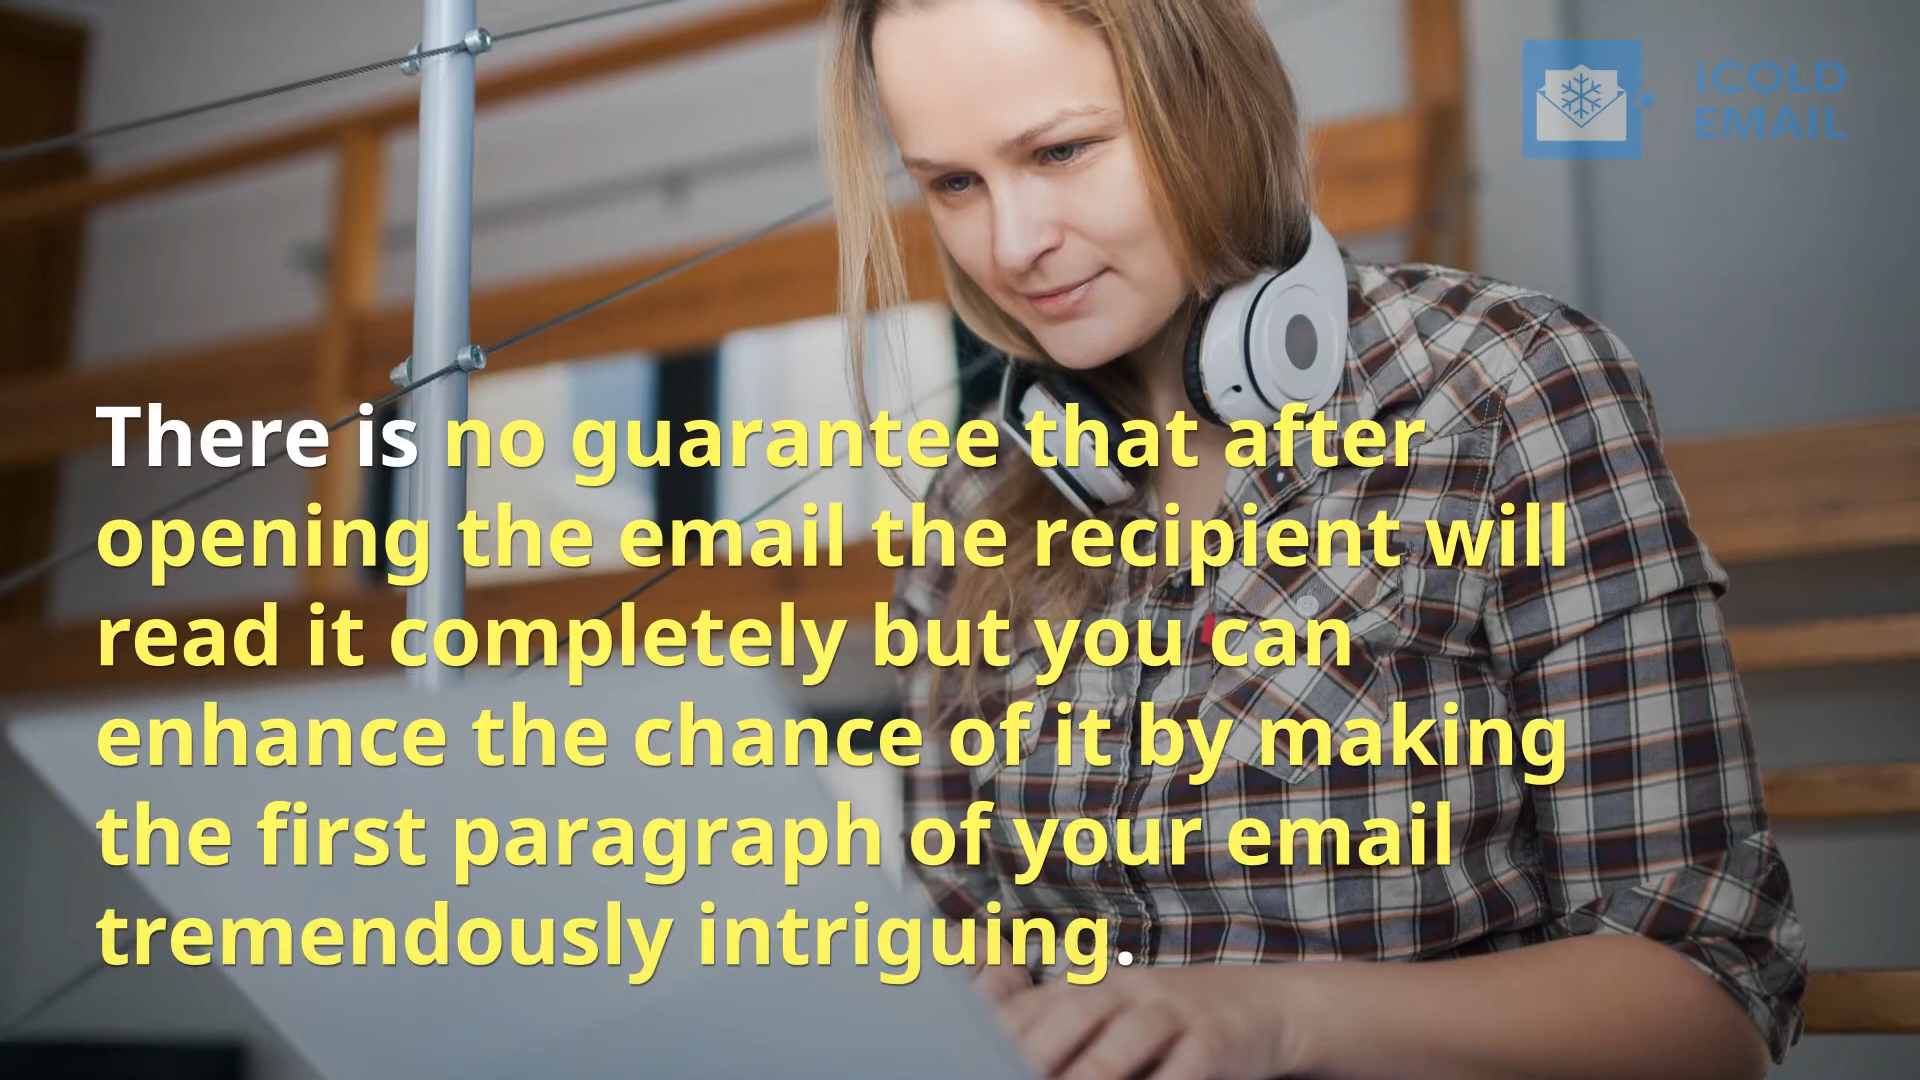 iCOLD
EMAIL
There is no guarantee that after
opening the email the recipient will
read it completely but you can
enhance the chance of it by making
the first paragraph of your email
tremendously intriguing.